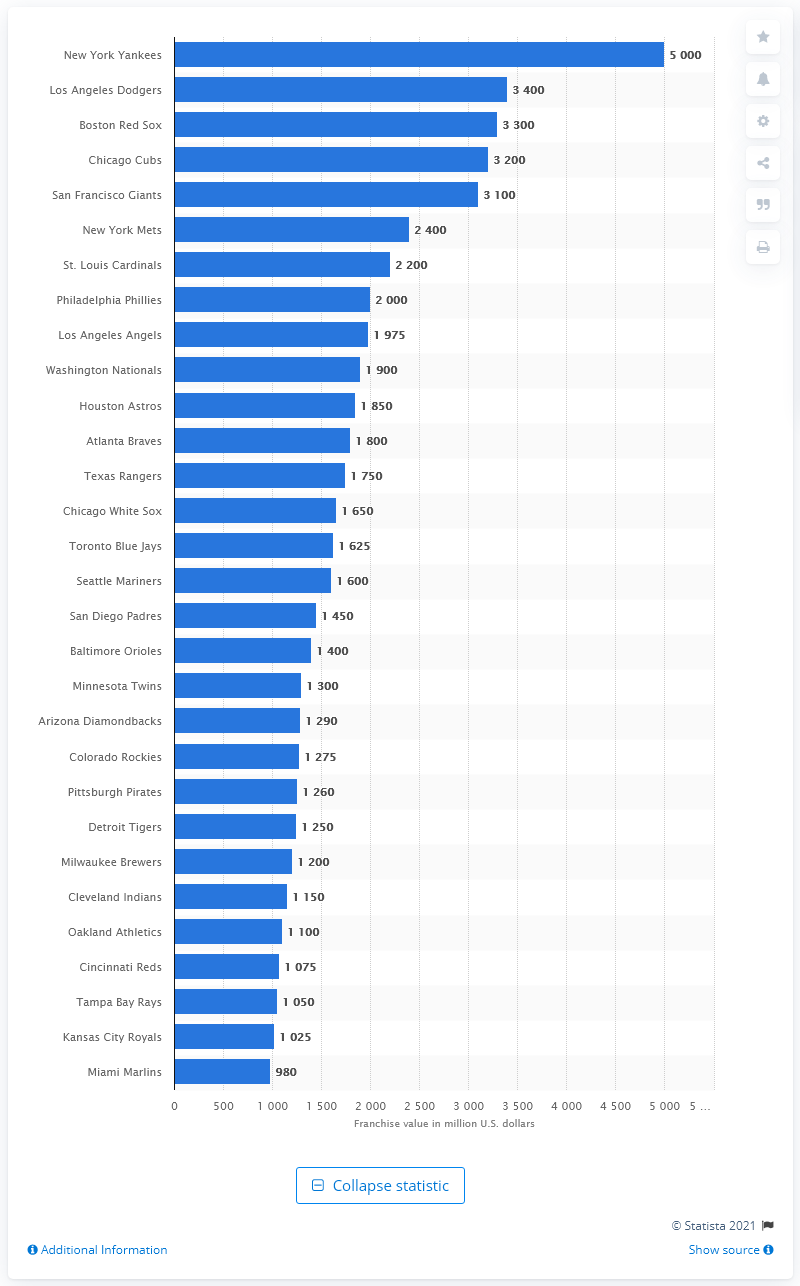 New York Yankees 5 000
Los Angeles Dodgers 3 400
Boston Red Sox 3 300
Chicago Cubs 3 200
San Francisco Giants 3 100
New York Mets 2 400
St. Louis Cardinals 2 200
Philadelphia Phillies 2 000
Los Angeles Angels 1 975
Washington Nationals 1 900
Houston Astros 1 850
Atlanta Braves 1 800
Texas Rangers 1 750
Chicago White Sox 1 650
Toronto Blue Jays 1 625
Seattle Mariners 1 600
San Diego Padres 1 450
Baltimore Orioles 1 400
Minnesota Twins 1 300
Arizona Diamondbacks 1 290
Colorado Rockies 1 275
Pittsburgh Pirates 1 260
Detroit Tigers 1 250
Milwaukee Brewers 1 200
Cleveland Indians 1 150
Oakland Athletics 1 100
Cincinnati Reds 1 075
Tampa Bay Rays 1 050
Kansas City Royals 1 025
Miami Marlins 980
0 500 1 000 1 500 2 000 2 500 3 000 3 500 4 000 4 500 5 000 5 ...
Franchise value in million U.S. dollars
Collapse statistic
© Statista 2021
Additional Information Show source